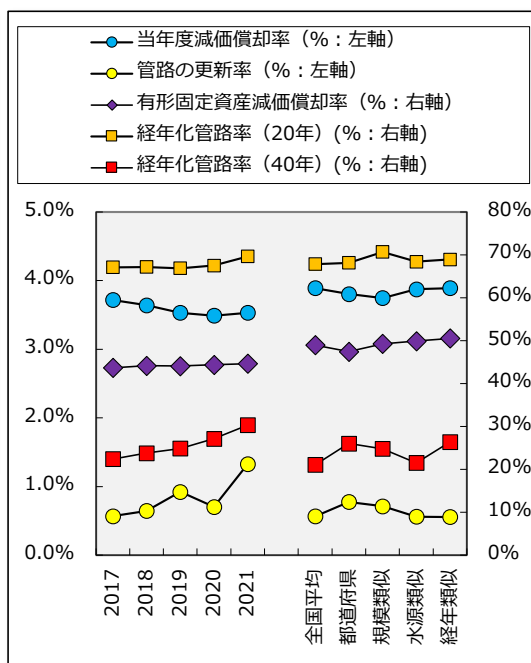 当年度減価償却率（%：左軸）
管路の更新率（%：左軸）
有形固定資産減価償却率（%：右軸）
経年化管路率（20年）(%：右軸)
経年化管路率（40年）(%：右軸)
5.0%
4.0%
3.0%
2.0%
1.0%
0.0%
80%
70%
60%
50%
40%
30%
20%
10%
0%
2017
2018
2019
2020
2021
全国平均
都道府県
規模類似
水源類似
経年類似